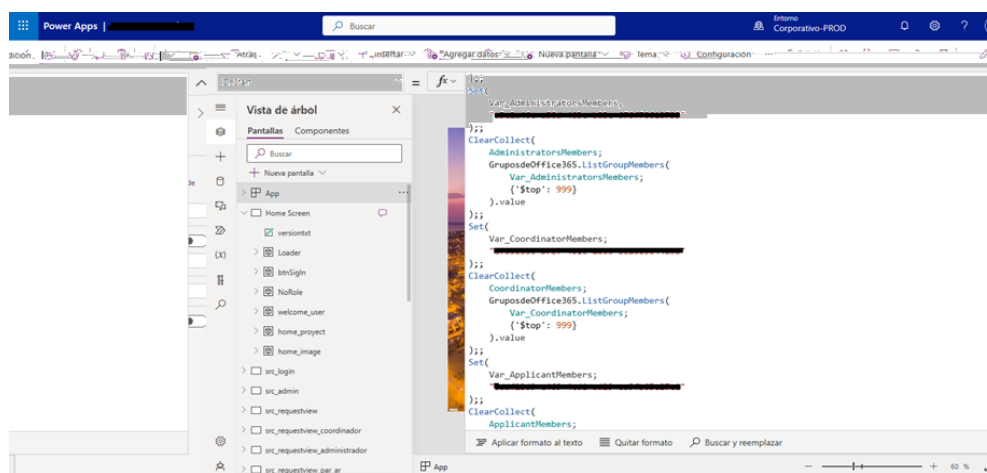 Power Apps |
Buscar
Entorno
Corporativo-PROD
?
Atrás
Insertar
Agregar datos
Nueva pantalla
Tema
Configuración
=
fx
Vista de árbol
Pantallas Componentes
Buscar
Nueva pantalla
App
Home Screen
versiontxt
Loader
btnSigIn
NoRole
welcome_user
home_proyect
home_image
src_login
src_admin
src_requestview
src_requestview_coordinador
src_requestview_administrador
src_requestview_par_ar
de
(x)
);;
Set(
Var_AdministratorsMembers;
);;
ClearCollect(
AdministratorsMembers;
GruposdeOffice365.ListGroupMembers(
Var_AdministratorsMembers;
{'$top': 999}
).value
);;
Set(
Var_CoordinatorMembers;
);;
ClearCollect(
CoordinatorMembers;
GruposdeOffice365.ListGroupMembers(
Var_CoordinatorMembers;
{'$top': 999}
).value
);;
Set(
Var_ApplicantMembers;
);;
ClearCollect(
ApplicantMembers;
Aplicar formato al texto Quitar formato Buscar y reemplazar
App
60 %